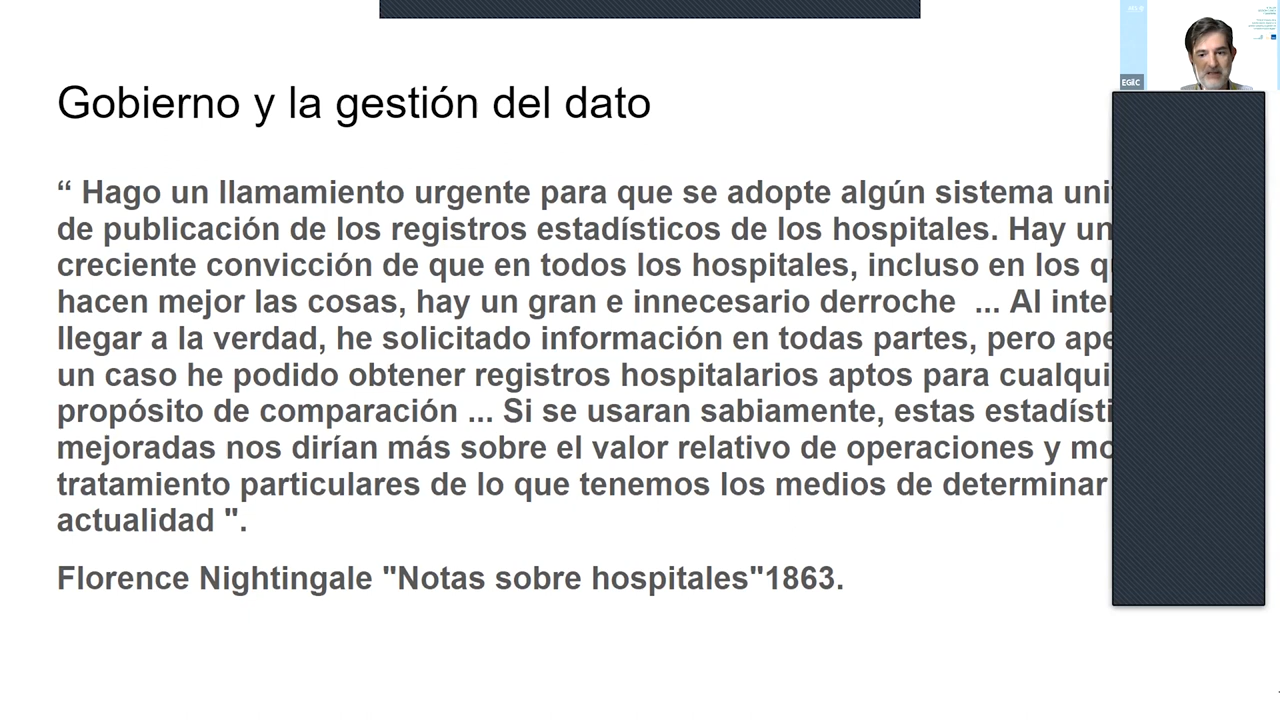 Gobierno y la gestión del dato
“ Hago un llamamiento urgente para que se adopte algún sistema
de publicación de los registros estadísticos de los hospitales. Hay
creciente convicción de que en todos los hospitales, incluso en los
hacen mejor las cosas, hay un gran e innecesario derroche ... Al
llegar a la verdad, he solicitado información en todas partes, pero
un caso he podido obtener registros hospitalarios aptos para
propósito de comparación ... Si se usaran sabiamente, estas
mejoradas nos dirían más sobre el valor relativo de operaciones y
tratamiento particulares de lo que tenemos los medios de determinar
actualidad ".
Florence Nightingale "Notas sobre hospitales"1863.
EGC